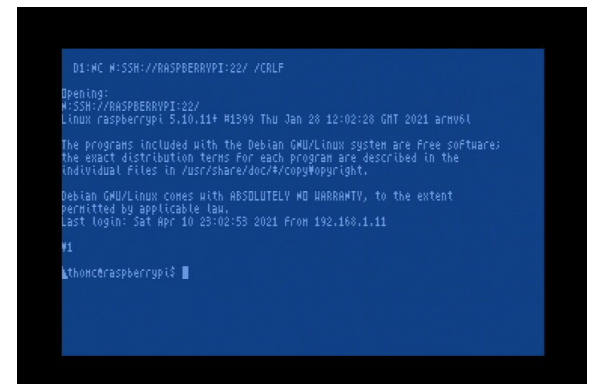 D1:NC N:SSH://RASPBERRYPI:22/ /CRLF
Opening:
N:SSH://RASPBERRYPI:22/
Linux raspberrypi 5.10.11+ #1399 Thu Jan 28 12:02:28 GMT 2021 armv6l
The programs included with the Debian GNU/Linux system are free software;
the exact distribution terms for each program are described in the
individual files in /usr/share/doc/*/copy¥opyright.
Debian GNU/Linux comes with ABSOLUTELY NO WARRANTY, to the extent
permitted by applicable law.
Last login: Sat Apr 10 23:02:53 2021 from 192.168.1.11
¥1
thomc@raspberrypi$